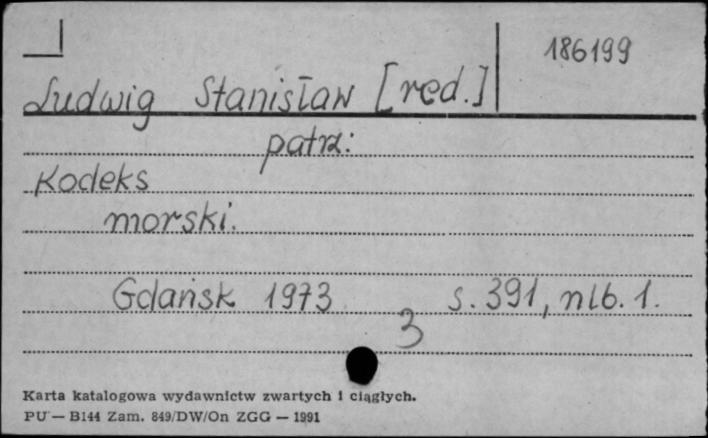 186199
Ludwig Stanisław [red.]
patrz:
Kodeks
morski.
Gdańsk 1973 s. 391, nlb. 1.
3
Karta katalogowa wydawnictw zwartych i ciągłych.
PU — B144 Zam. 849/DW/On ZGG — 1991